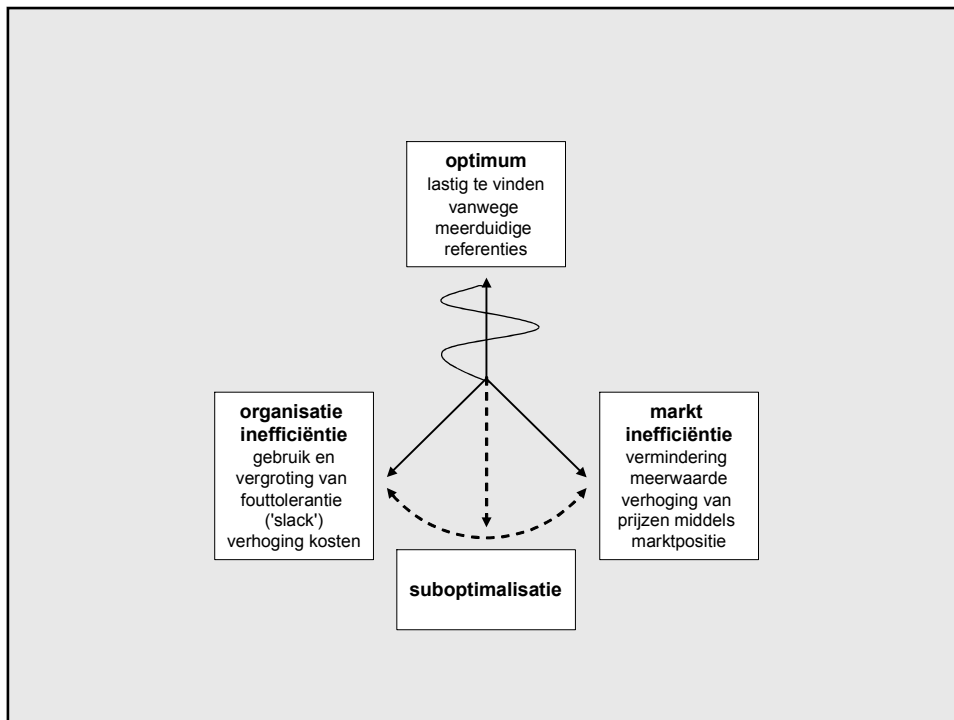 optimum
lastig te vinden
vanwege
meerduidige
referenties
organisatie
inefficiëntie
gebruik en
vergroting van
fouttolerantie
('slack')
verhoging kosten
markt
inefficiëntie
vermindering
meerwaarde
verhoging van
prijzen middels
marktpositie
suboptimalisatie